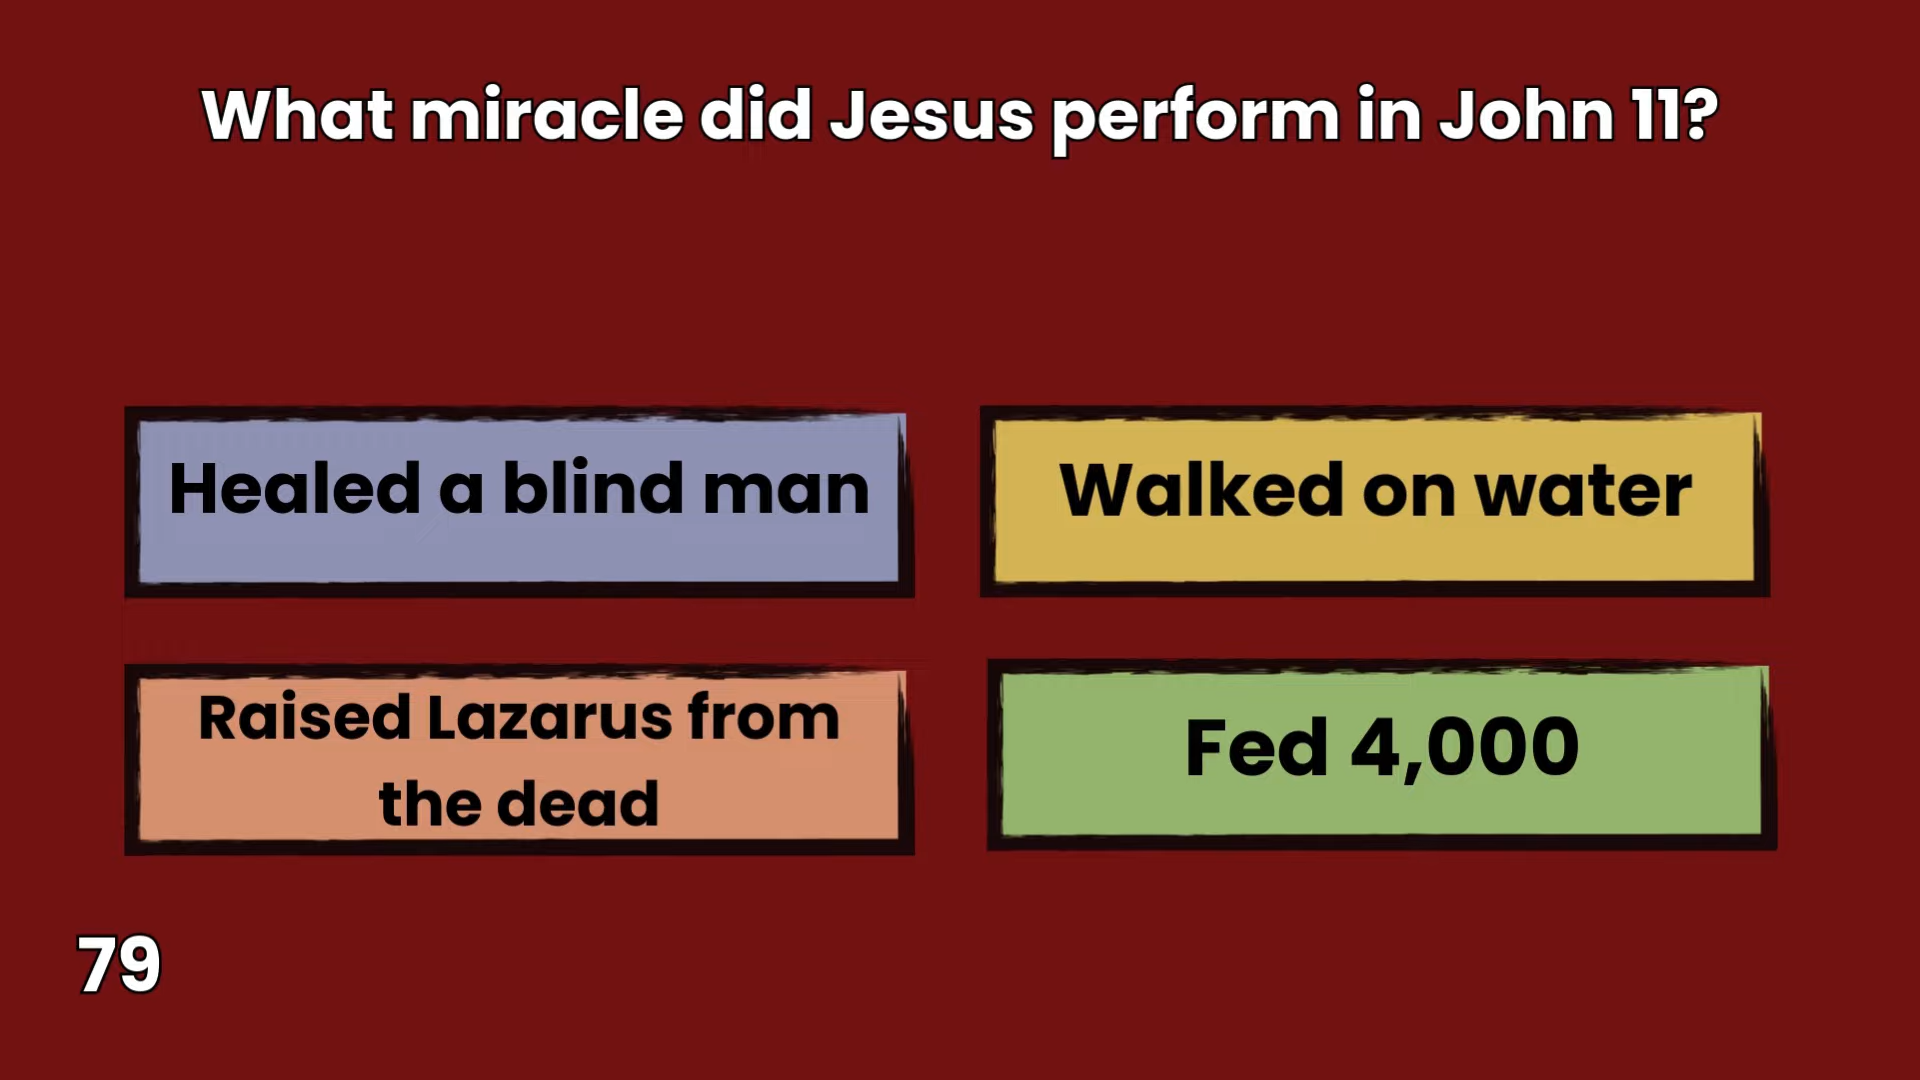 What miracle did Jesus perform in John 11?
Healed a blind man
Walked on water
Raised Lazarus from
the dead
Fed 4,000
79